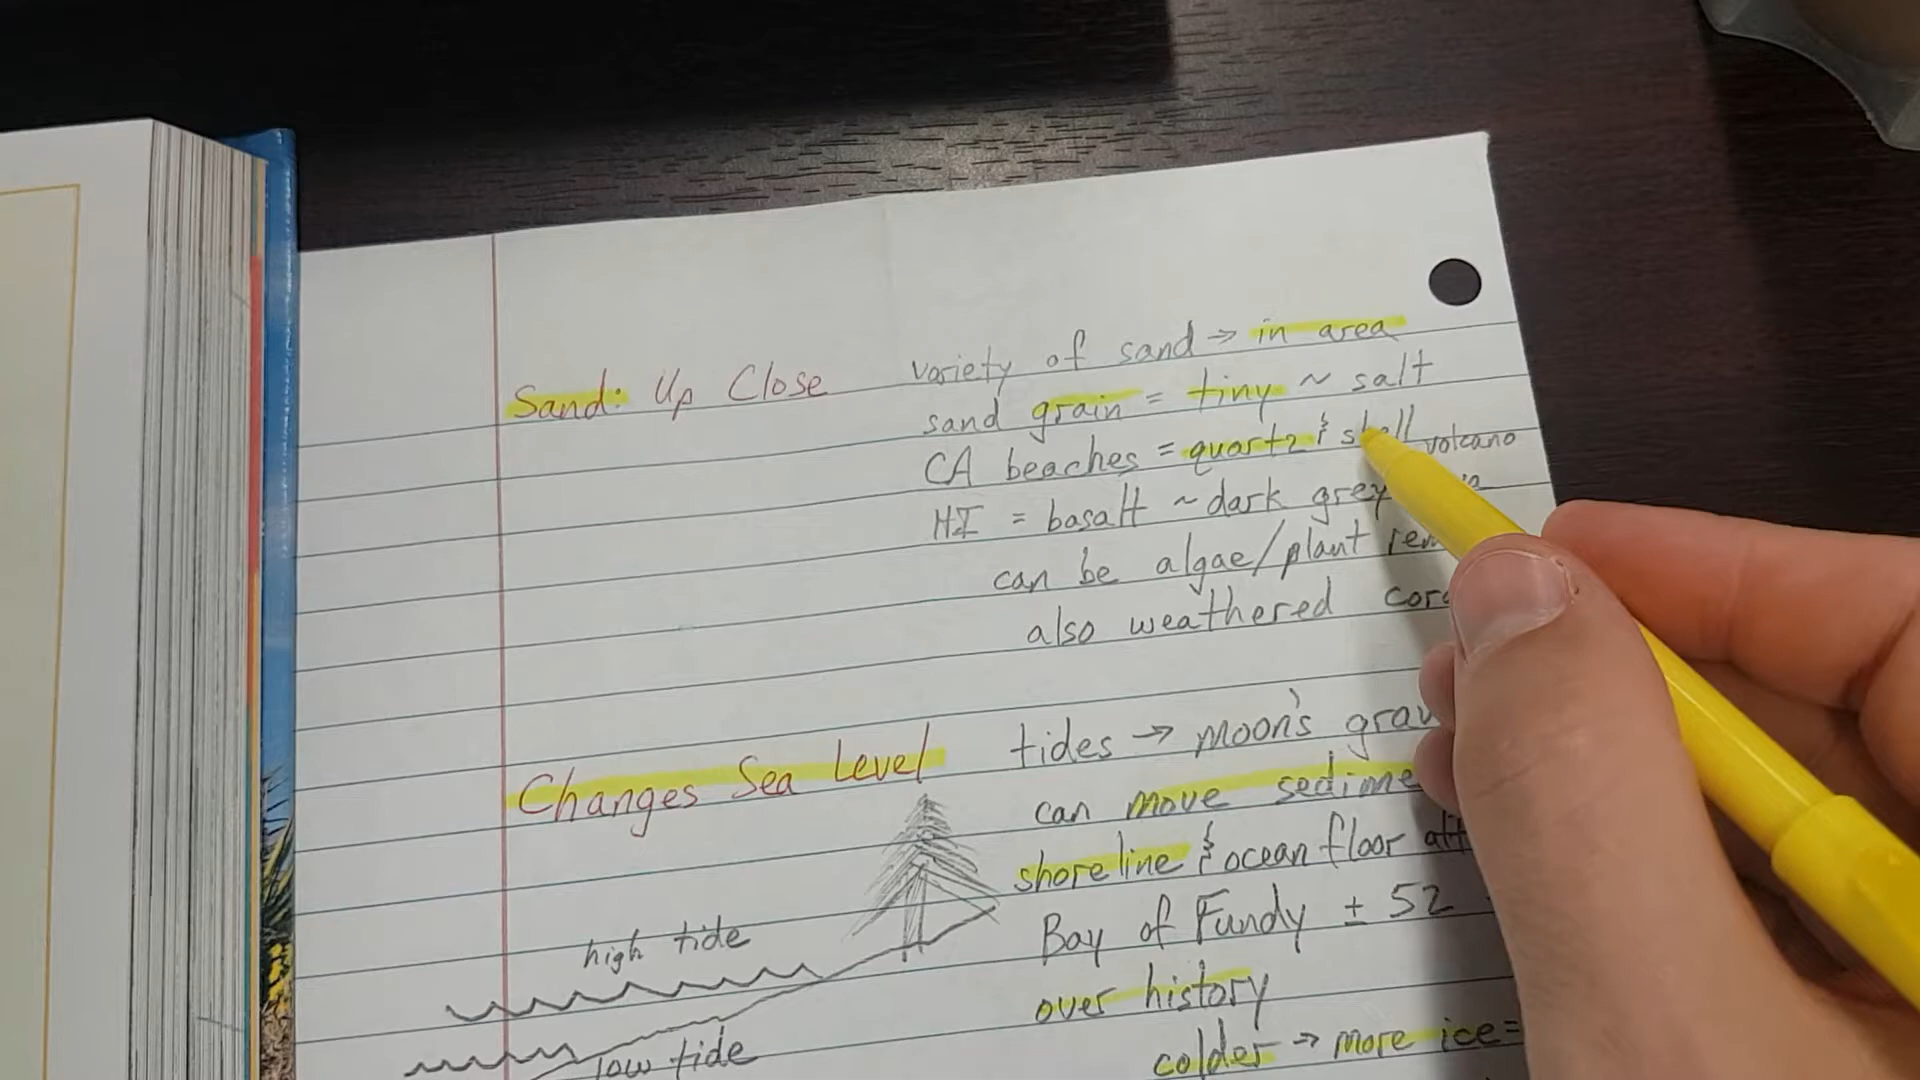 variety of sand → in area
Sand: Up Close
sand grain = tiny ~ salt
CA beaches = quartz & shell
volcano
HI = basalt ~ dark grey
can be algae/plant
also weathered
Changes Sea Level
tides → moon's
can move
shoreline & ocean floor
Bay of Fundy ± 52
high tide
over history
low tide
colder → more ice =